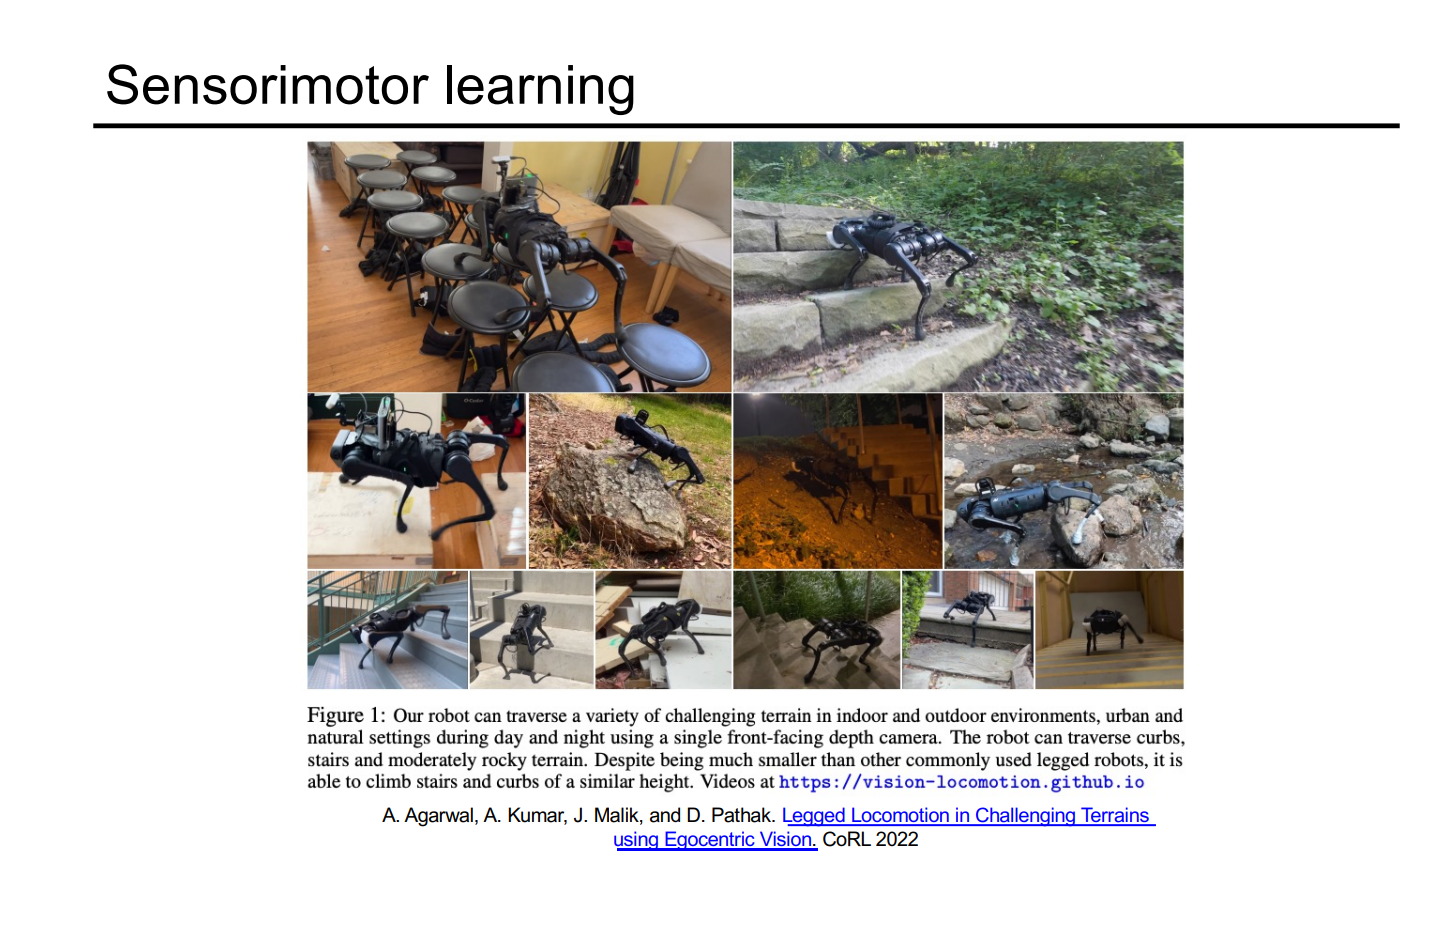 Sensorimotor learning
Figure 1: Our robot can traverse a variety of challenging terrain in indoor and outdoor environments, urban and
natural settings during day and night using a single front-facing depth camera. The robot can traverse curbs,
stairs and moderately rocky terrain. Despite being much smaller than other commonly used legged robots, it is
able to climb stairs and curbs of a similar height. Videos at https://vision-locomotion.github.io
A. Agarwal, A. Kumar, J. Malik, and D. Pathak. Legged Locomotion in Challenging Terrains
using Egocentric Vision. CoRL 2022